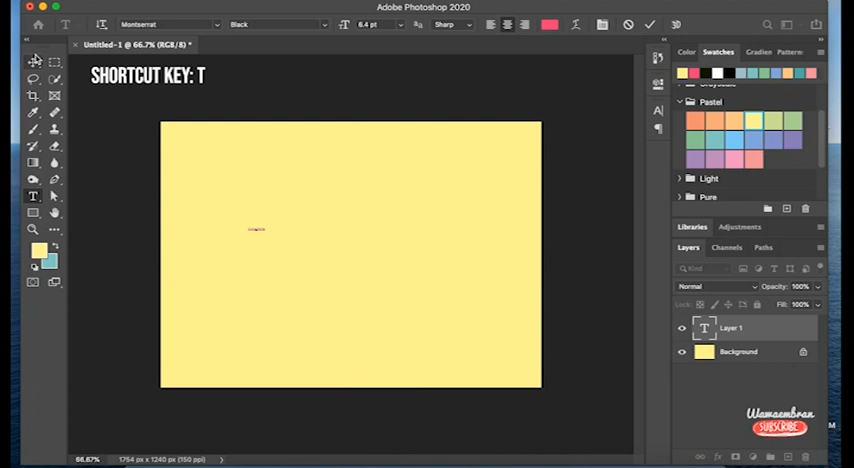 Adobe Photoshop 2020
Montserrat
Black
6.4 pt
Sharp
3D
Untitled-1 @ 66.7% (RGB/8) *
SHORTCUT KEY: T
Color
Swatches
Gradien
Pattern:
Pastel
Light
Pure
Libraries
Adjustments
Layers
Channels
Paths
Kind
Normal
Opacity: 100%
Lock:
Fill: 100%
Layer 1
Background
Wawaembran
SUBSCRIBE
66.67%
1754 px x 1240 px (150 ppi)